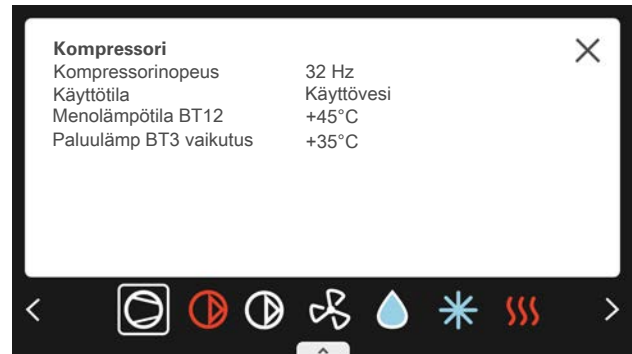 Kompressori
Kompressorinopeus 32 Hz
Käyttötila Käyttövesi
Menolämpötila BT12 +45°C
Paluulämp BT3 vaikutus +35°C